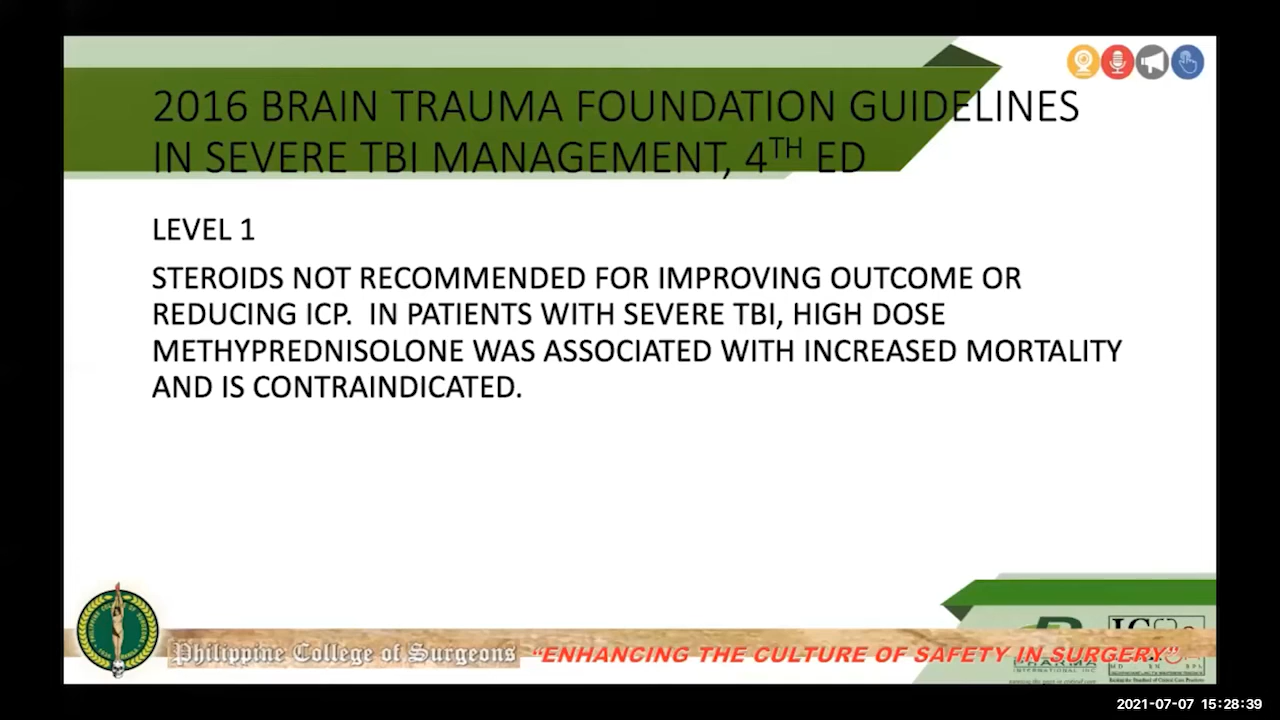 2016 BRAIN TRAUMA FOUNDATION GUIDELINES
IN SEVERE TBI MANAGEMENT, 4TH ED
LEVEL 1
STEROIDS NOT RECOMMENDED FOR IMPROVING OUTCOME OR
REDUCING ICP. IN PATIENTS WITH SEVERE TBI, HIGH DOSE
METHYPREDNISOLONE WAS ASSOCIATED WITH INCREASED MORTALITY
AND IS CONTRAINDICATED.
Philippine College of Surgeons
“ENHANCING THE CULTURE OF SAFETY IN SURGERY”
INTERNATIONAL INC
2021-07-07 15:28:39